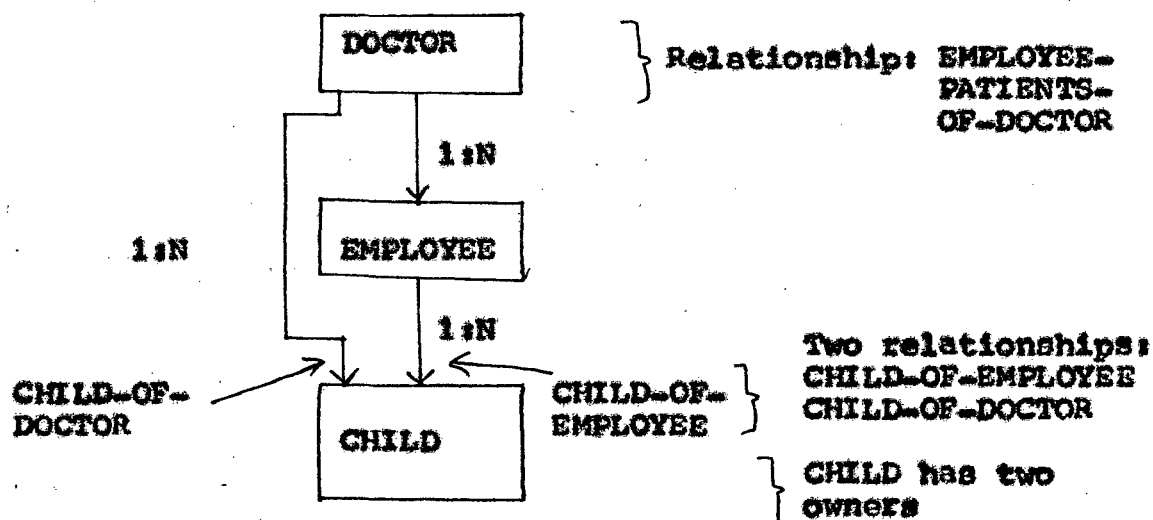 DOCTOR
Relationship: EMPLOYEE-
PATIENTS-
OF-DOCTOR
1:N
EMPLOYEE
1:N
1:N
Two relationships:
CHILD-OF-EMPLOYEE
CHILD-OF-DOCTOR
CHILD-OF-
DOCTOR
CHILD-OF-
EMPLOYEE
CHILD
CHILD has two
owners